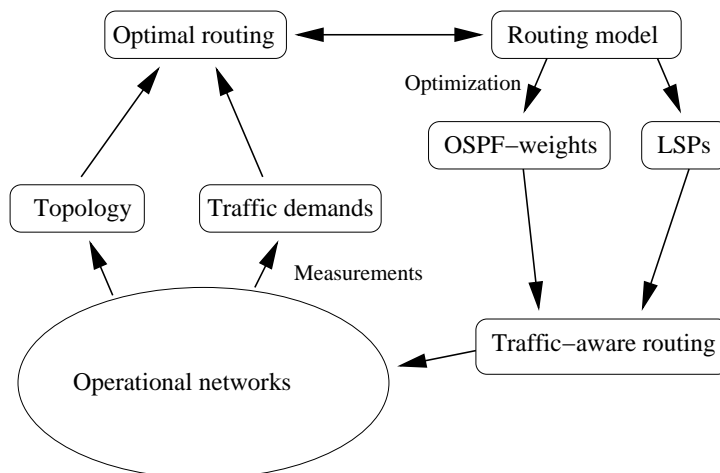 Optimal routing
Routing model
Optimization
OSPF−weights
LSPs
Topology
Traffic demands
Measurements
Traffic−aware routing
Operational networks